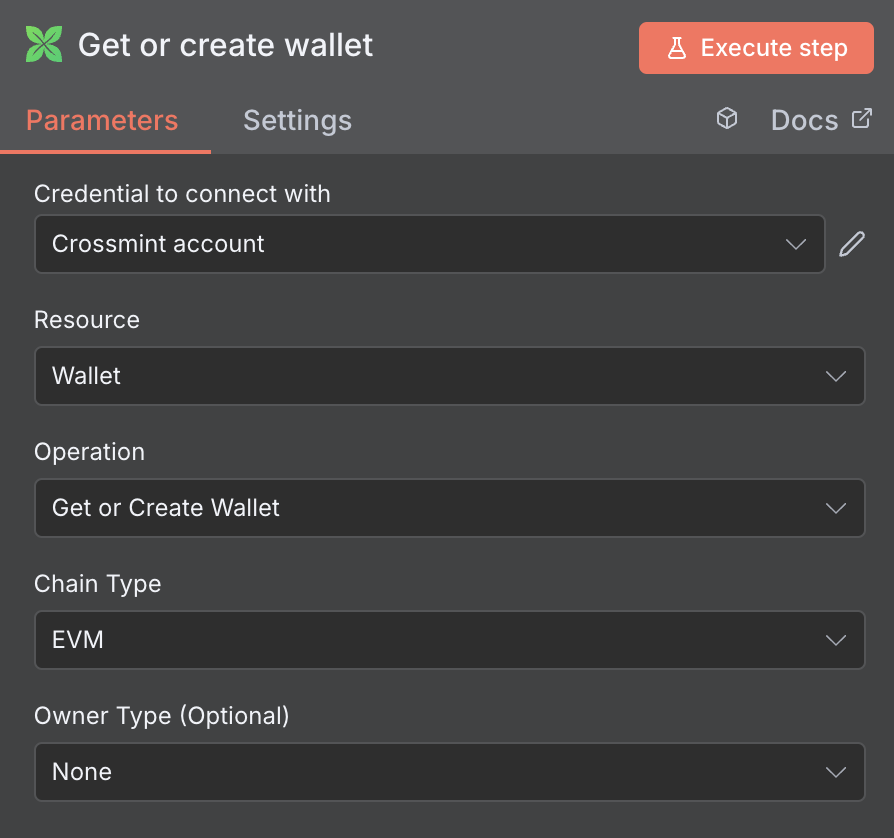 Get or create wallet
Execute step
Parameters
Settings
Docs
Credential to connect with
Crossmint account
Resource
Wallet
Operation
Get or Create Wallet
Chain Type
EVM
Owner Type (Optional)
None